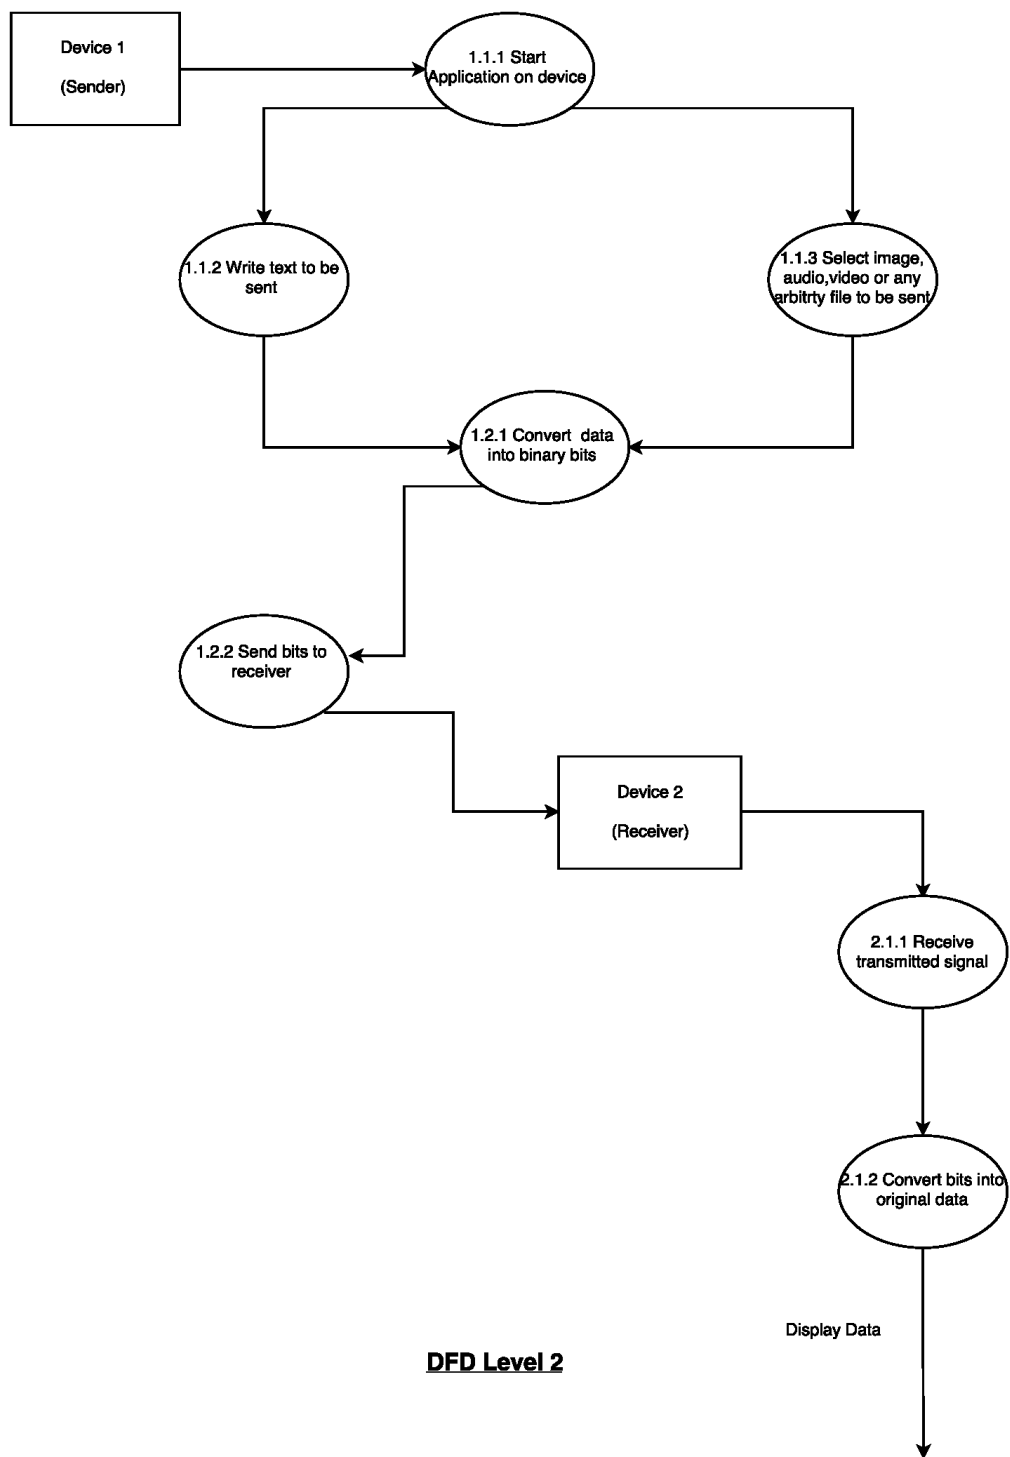 Device 1
(Sender)
1.1.1 Start
Application on device
1.1.2 Write text to be
sent
1.1.3 Select image,
audio,video or any
arbitrty file to be sent
1.2.1 Convert  data
into binary bits
1.2.2 Send bits to
receiver
Device 2
(Receiver)
2.1.1 Receive
transmitted signal
2.1.2 Convert bits into
original data
Display Data
DFD Level 2